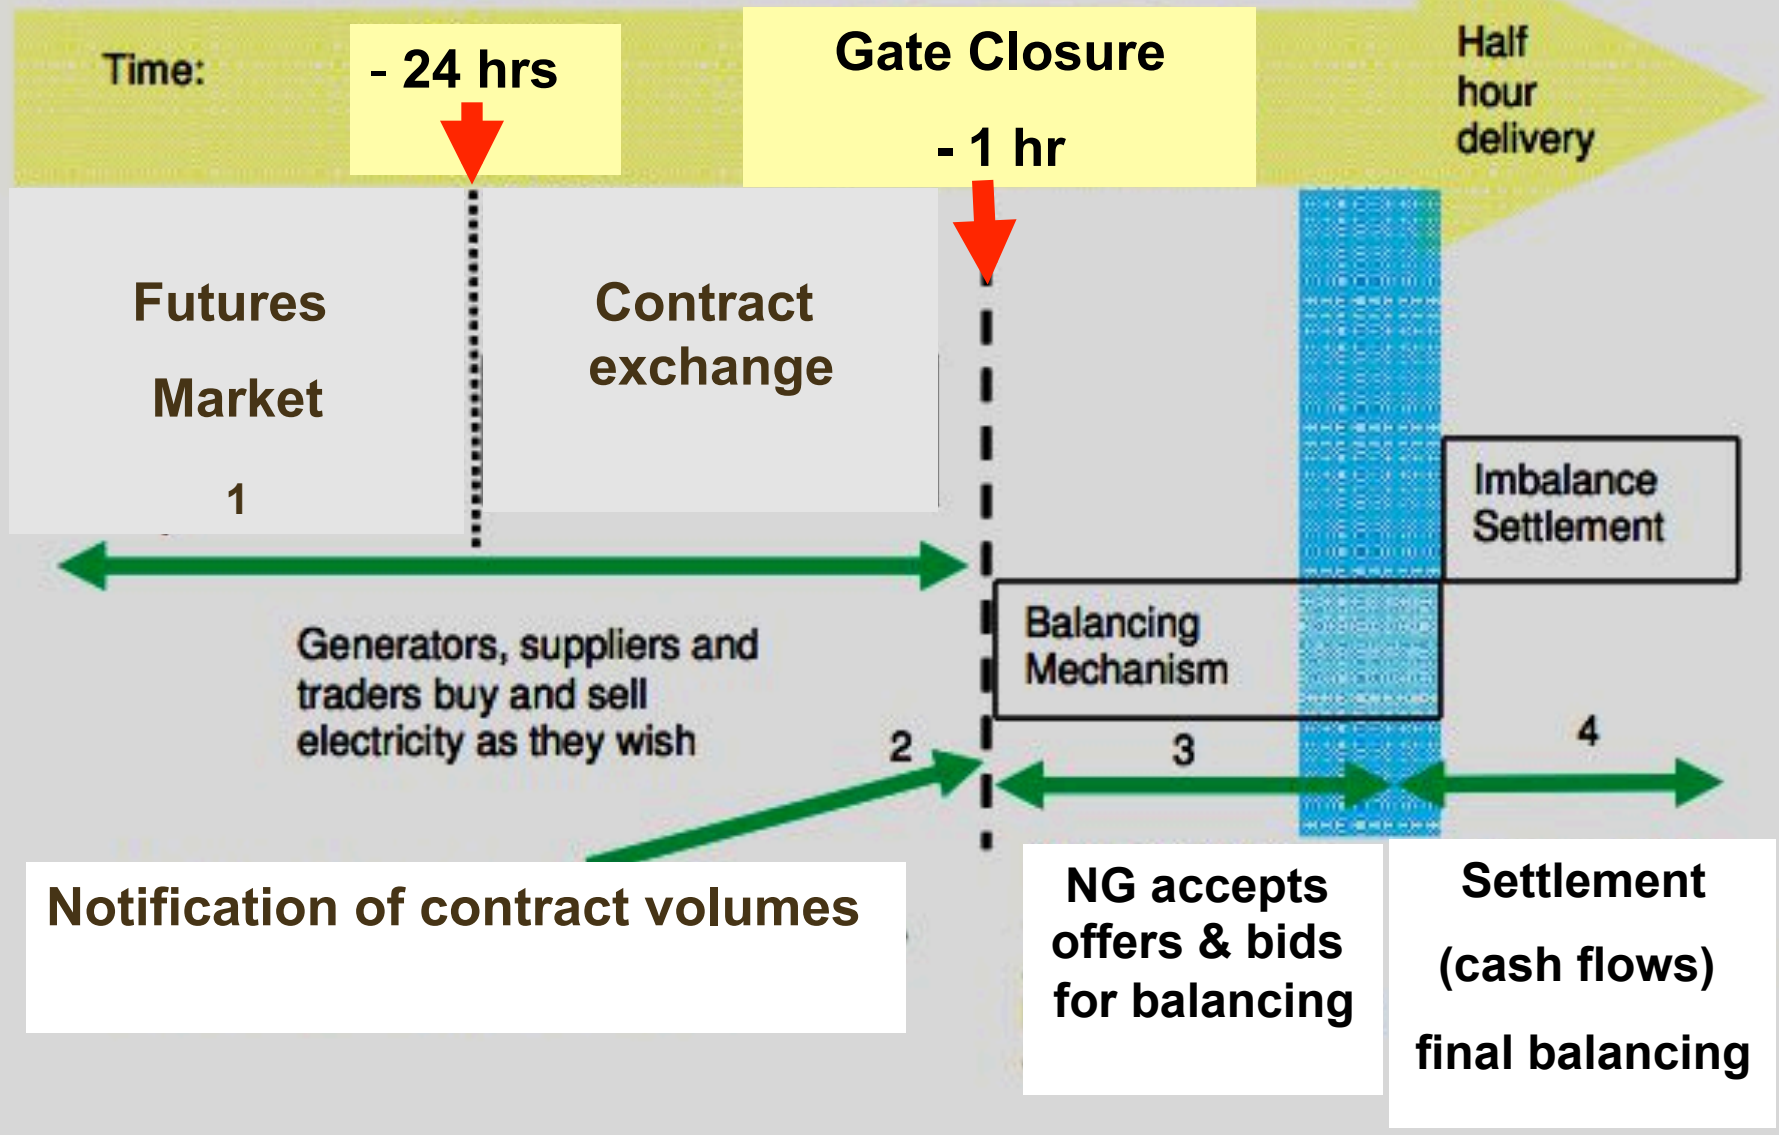 Time:
- 24 hrs
Gate Closure
- 1 hr
Half
hour
delivery
Futures
Market
1
Contract
exchange
Imbalance
Settlement
Balancing
Mechanism
Generators, suppliers and
traders buy and sell
electricity as they wish
2
3
4
Notification of contract volumes
NG accepts
offers & bids
for balancing
Settlement
(cash flows)
final balancing